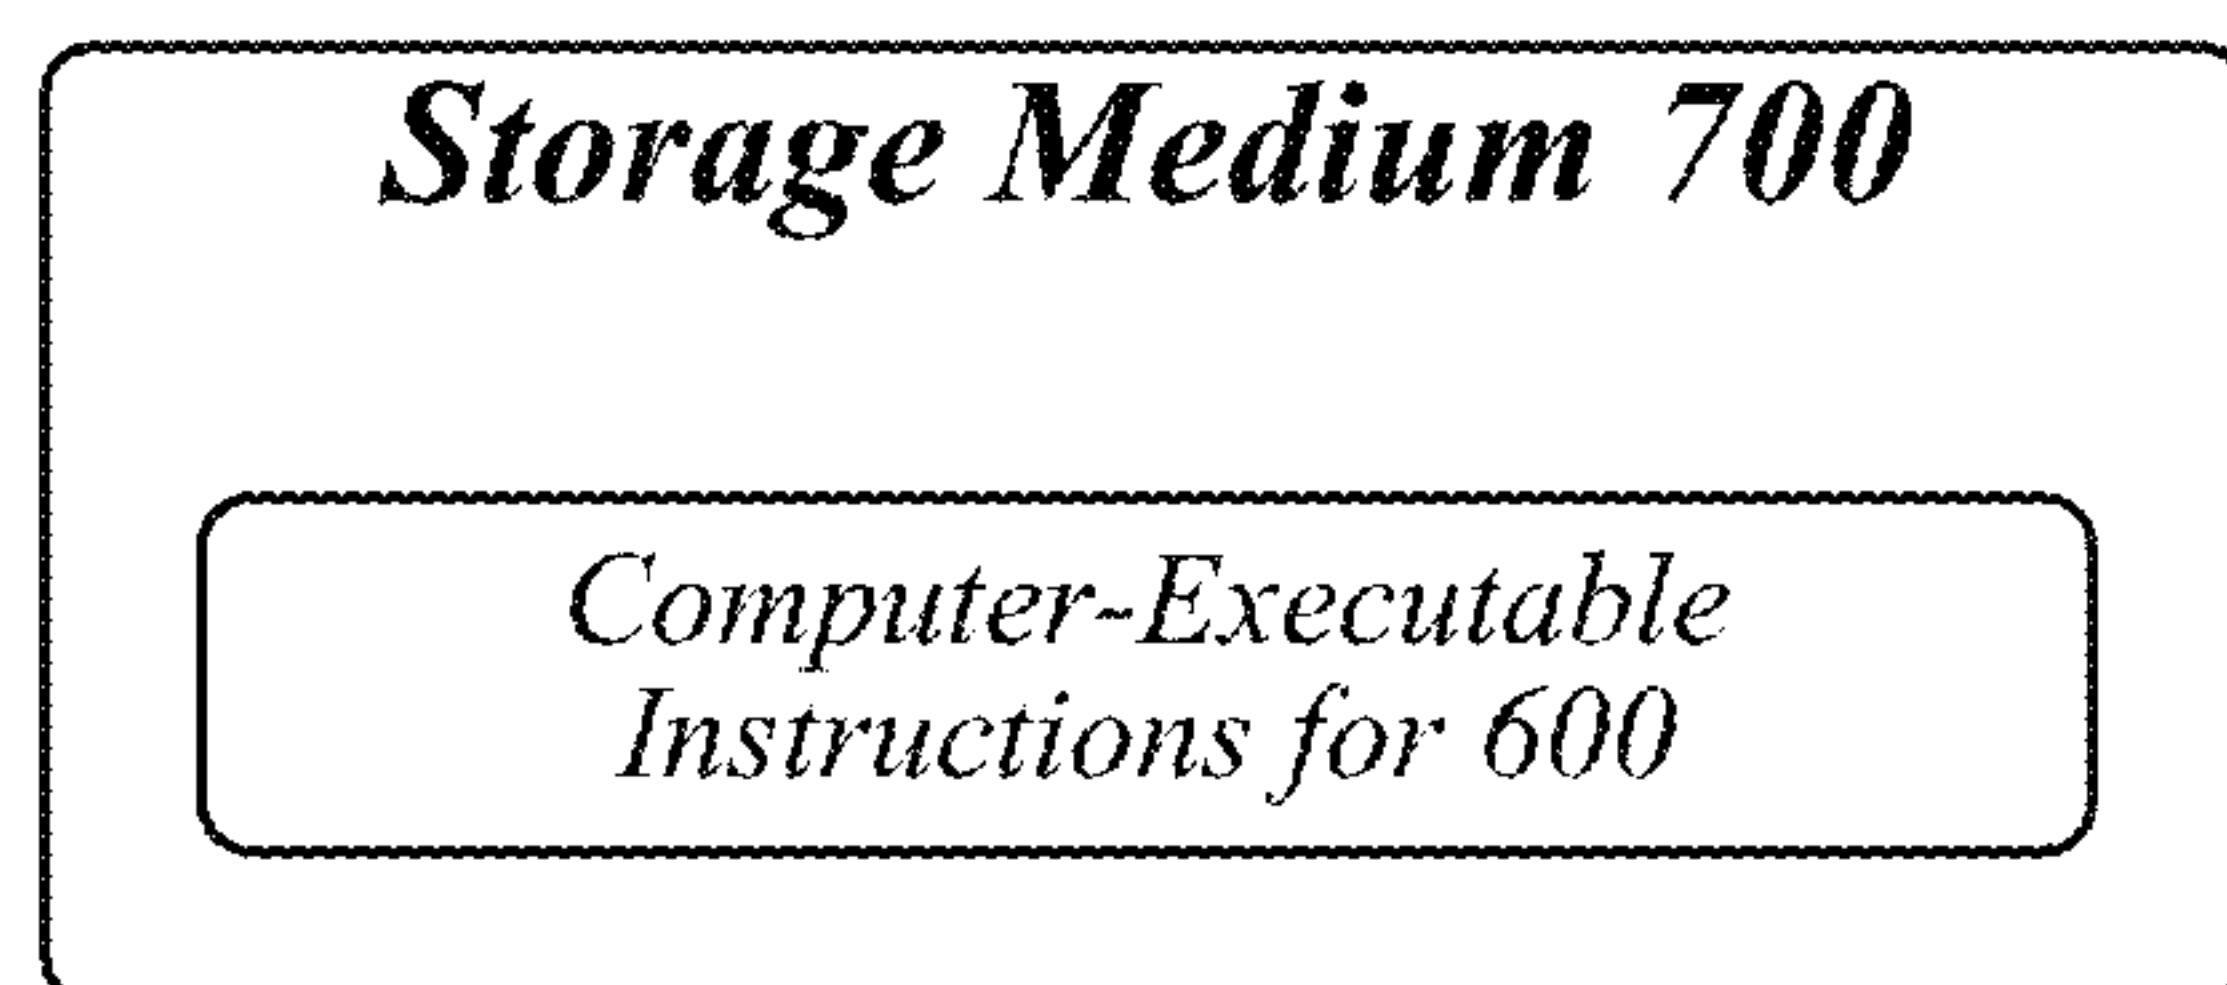 Storage Medium 700
Computer-Executable
Instructions for 600